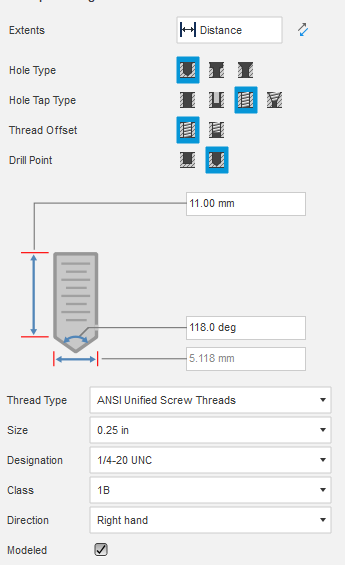 Extents
Distance
Hole Type
Hole Tap Type
Thread Offset
Drill Point
11.00 mm
118.0 deg
5.118 mm
Thread Type ANSI Unified Screw Threads
Size 0.25 in
Designation 1/4-20 UNC
Class 1B
Direction Right hand
Modeled